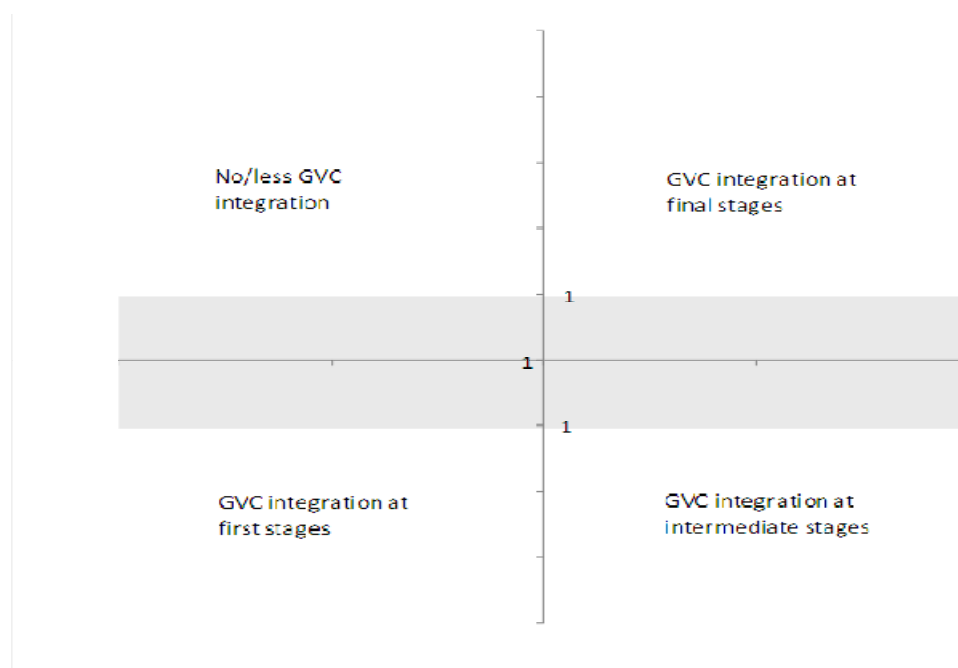 No/less GVC
integration
GVC integration at
final stages
1
1
1
GVC integration at
first stages
GVC integration at
intermediate stages